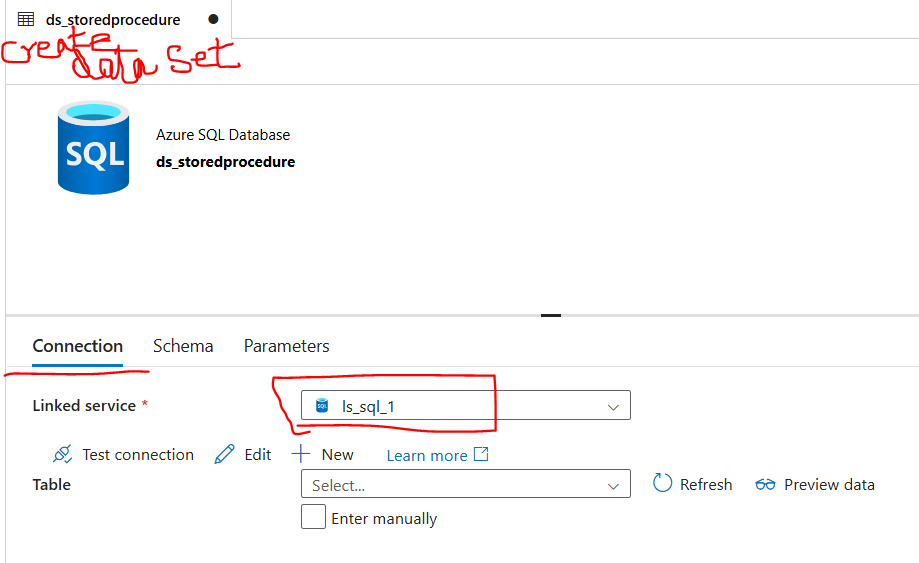 ds_storedprocedure
create
data set
SQL
Azure SQL Database
ds_storedprocedure
Connection Schema Parameters
Linked service * SQL ls_sql_1
Test connection Edit New Learn more
Table Select... Refresh Preview data
Enter manually